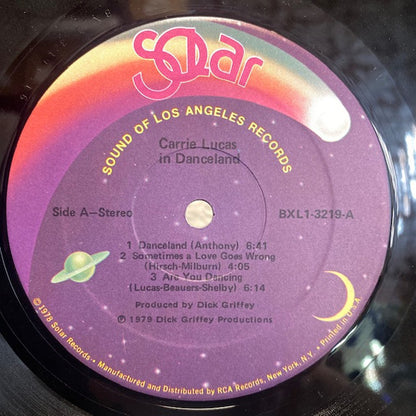 Solar
SOUND OF LOS ANGELES RECORDS
Carrie Lucas
in Danceland
Side A—Stereo
BXL1-3219-A
1 Danceland (Anthony) 6:41
2 Sometimes a Love Goes Wrong
(Hirsch-Milburn) 4:05
3 Are You Dancing
(Lucas-Beauers-Shelby) 6:14
Produced by Dick Griffey
℗ 1979 Dick Griffey Productions
© 1978 Solar Records • Manufactured and Distributed by RCA Records, New York, N.Y. • Printed in U.S.A.